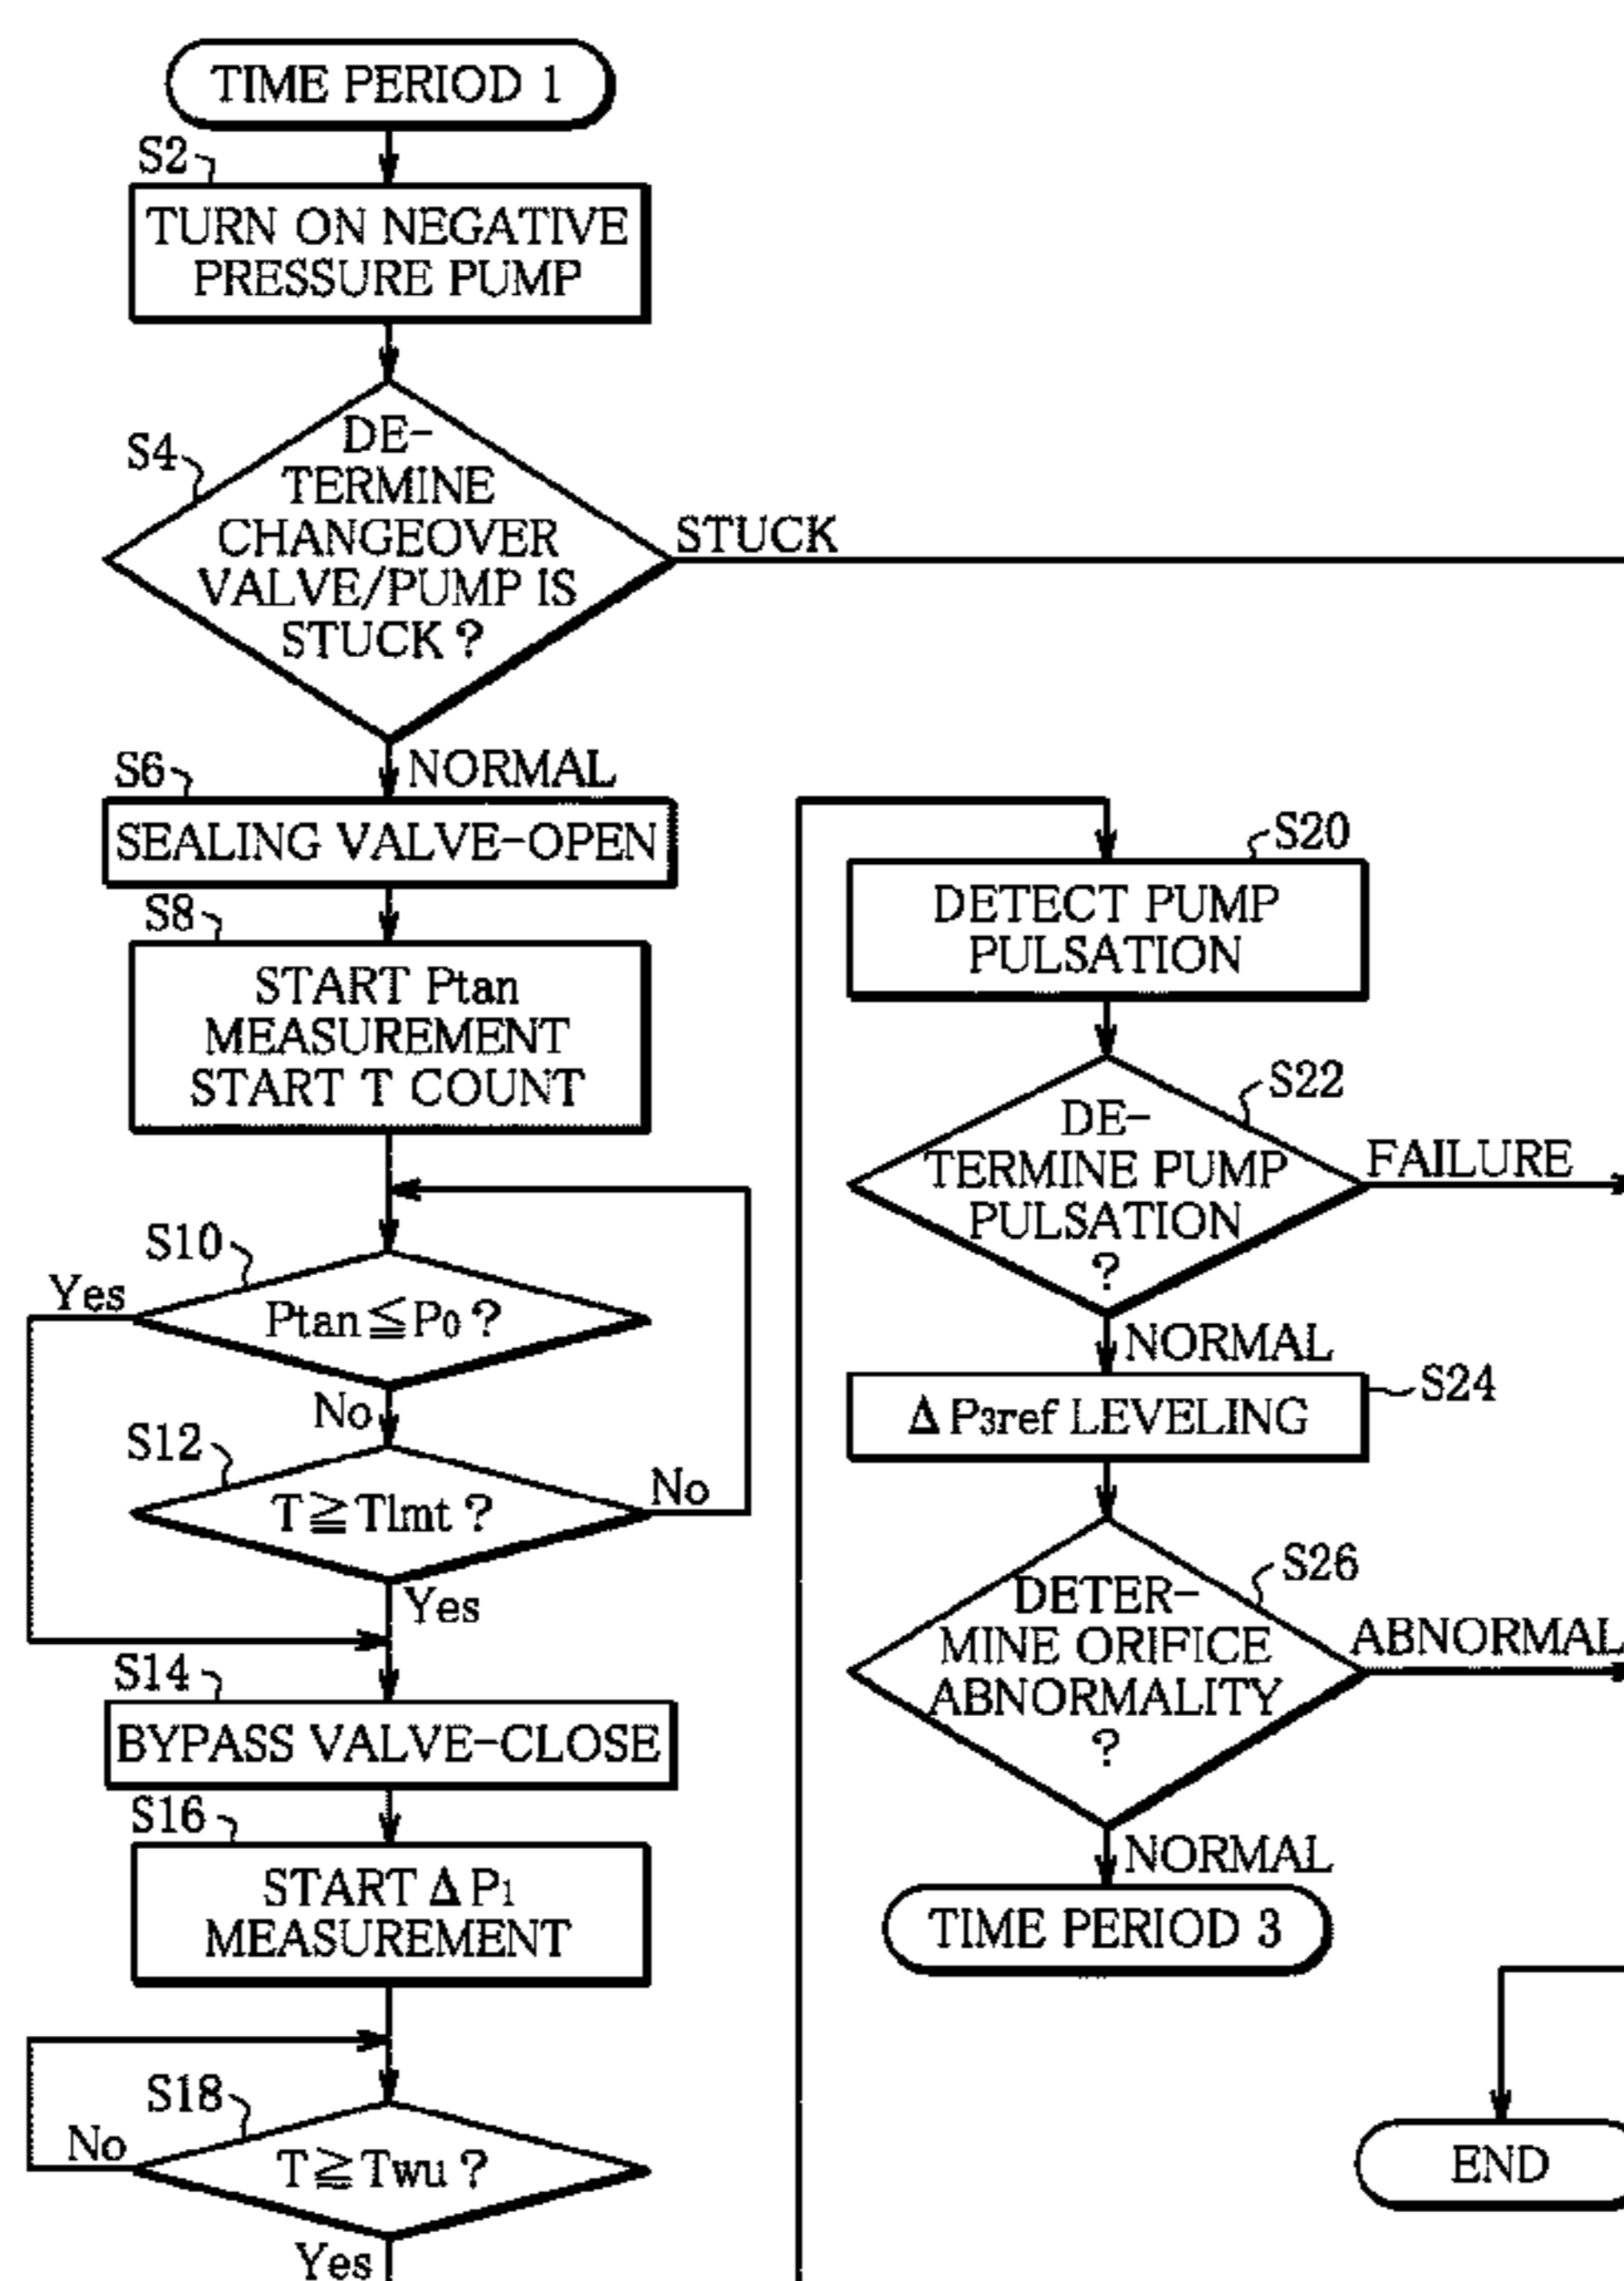 TIME PERIOD 1
S2
TURN ON NEGATIVE
PRESSURE PUMP
S4
DE-
TERMINE
CHANGEOVER
VALVE/PUMP IS
STUCK?
STUCK
NORMAL
S6
SEALING VALVE-OPEN
S8
START Ptan
MEASUREMENT
START T COUNT
S10
Yes
Ptan≦P0?
No
S12
T≧Tlmt?
No
Yes
S14
BYPASS VALVE-CLOSE
S16
START ΔP1
MEASUREMENT
S18
No
T≧Twu?
Yes
S20
DETECT PUMP
PULSATION
S22
DE-
TERMINE PUMP
PULSATION
?
FAILURE
NORMAL
S24
ΔP3ref LEVELING
S26
DETER-
MINE ORIFICE
ABNORMALITY
?
ABNORMAL
NORMAL
TIME PERIOD 3
END